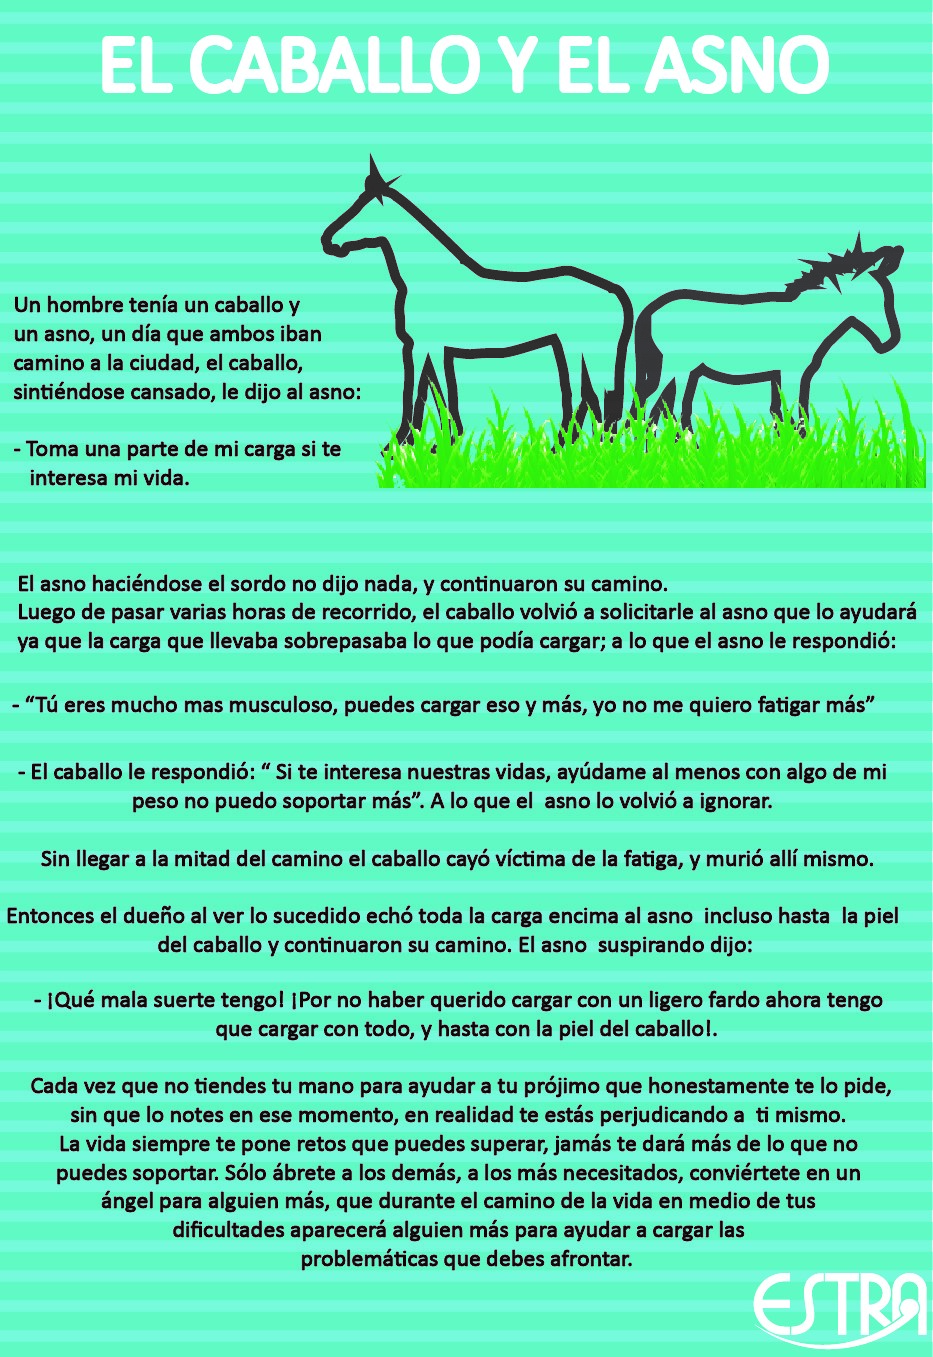 EL CABALLO Y EL ASNO
Un hombre tenía un caballo y
un asno, un día que ambos iban
camino a la ciudad, el caballo,
sintiéndose cansado, le dijo al asno:
- Toma una parte de mi carga si te
interesa mi vida.
El asno haciéndose el sordo no dijo nada, y continuaron su camino.
Luego de pasar varias horas de recorrido, el caballo volvió a solicitarle al asno que lo ayudará
ya que la carga que llevaba sobrepasaba lo que podía cargar; a lo que el asno le respondió:
- “Tú eres mucho mas musculoso, puedes cargar eso y más, yo no me quiero fatigar más”
- El caballo le respondió: “ Si te interesa nuestras vidas, ayúdame al menos con algo de mi
peso no puedo soportar más”. A lo que el  asno lo volvió a ignorar.
Sin llegar a la mitad del camino el caballo cayó víctima de la fatiga, y murió allí mismo.
Entonces el dueño al ver lo sucedido echó toda la carga encima al asno  incluso hasta  la piel
del caballo y continuaron su camino. El asno  suspirando dijo:
- ¡Qué mala suerte tengo! ¡Por no haber querido cargar con un ligero fardo ahora tengo
que cargar con todo, y hasta con la piel del caballo!.
Cada vez que no tiendes tu mano para ayudar a tu prójimo que honestamente te lo pide,
sin que lo notes en ese momento, en realidad te estás perjudicando a  ti mismo.
La vida siempre te pone retos que puedes superar, jamás te dará más de lo que no
puedes soportar. Sólo ábrete a los demás, a los más necesitados, conviértete en un
ángel para alguien más, que durante el camino de la vida en medio de tus
dificultades aparecerá alguien más para ayudar a cargar las
problemáticas que debes afrontar.
ESTRA